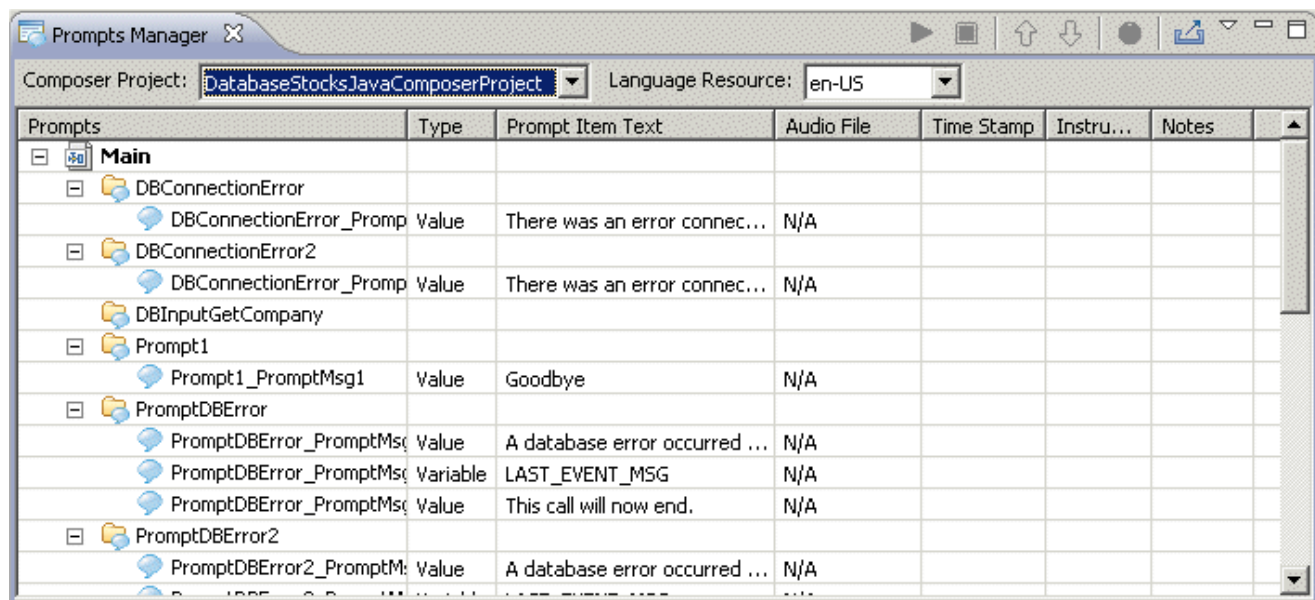 Prompts Manager
Composer Project: DatabaseStocksJavaComposerProject Language Resource: en-US
Prompts Type Prompt Item Text Audio File Time Stamp Instru... Notes
Main
DBConnectionError
DBConnectionError_Promp Value There was an error connec... N/A
DBConnectionError2
DBConnectionError_Promp Value There was an error connec... N/A
DBInputGetCompany
Prompt1
Prompt1_PromptMsg1 Value Goodbye N/A
PromptDBError
PromptDBError_PromptMsg Value A database error occurred ... N/A
PromptDBError_PromptMsg Variable LAST_EVENT_MSG N/A
PromptDBError_PromptMsg Value This call will now end. N/A
PromptDBError2
PromptDBError2_PromptM Value A database error occurred ... N/A